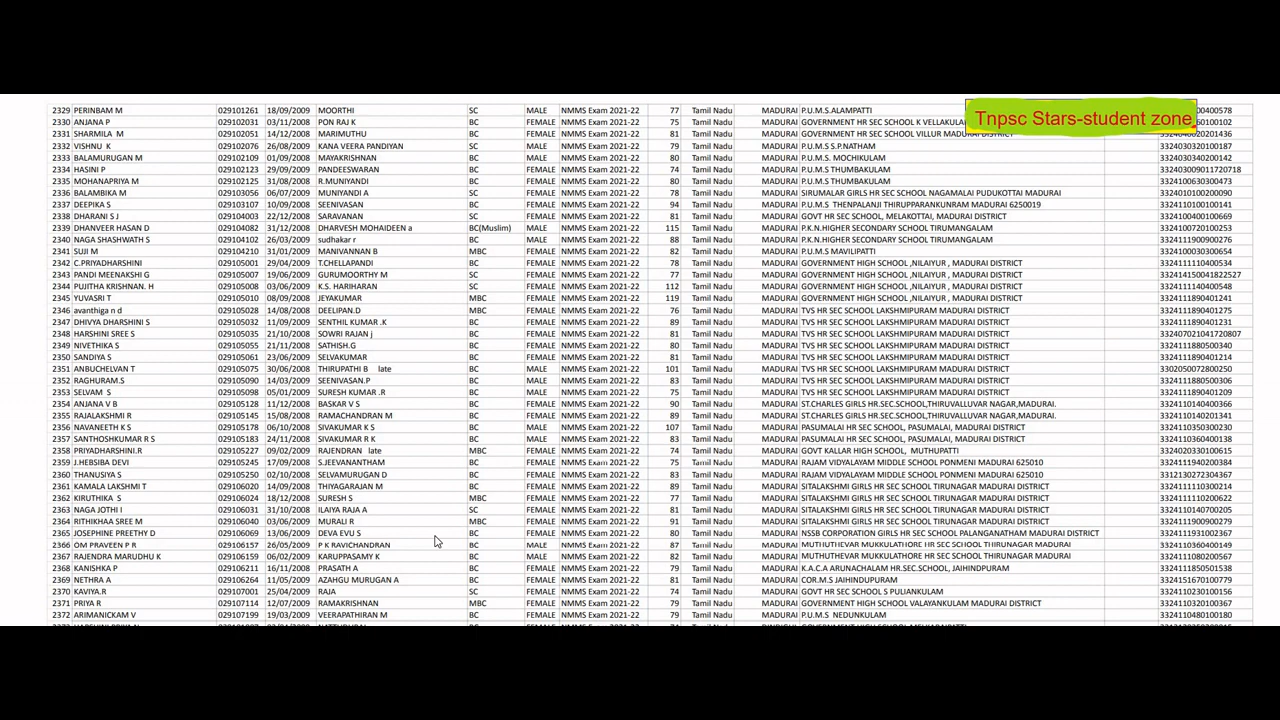 Tnpsc Stars-student zone
2329 PERINBAM M 029101261 18/09/2009 MOORTHI SC MALE NMMS Exam 2021-22 77 Tamil Nadu MADURAI P.U.M.S.ALAMPATTI 00400578
2330 ANJANA P 029102031 03/11/2008 PON RAJ K BC FEMALE NMMS Exam 2021-22 75 Tamil Nadu MADURAI GOVERNMENT HR SEC SCHOOL K VELLAKULA 60100102
2331 SHARMILA M 029102051 14/12/2008 MARIMUTHU BC FEMALE NMMS Exam 2021-22 81 Tamil Nadu MADURAI GOVERNMENT HR SEC SCHOOL VILLUR MADURAI DISTRICT 33240400201436
2332 VISHNU K 029102076 26/08/2009 KANA VEERA PANDIYAN SC MALE NMMS Exam 2021-22 79 Tamil Nadu MADURAI P.U.M.S S.P.NATHAM 3324030320100187
2333 BALAMURUGAN M 029102109 01/09/2008 MAYAKRISHNAN BC MALE NMMS Exam 2021-22 80 Tamil Nadu MADURAI P.U.M.S. MOCHIKULAM 3324030340200142
2334 HASINI P 029102123 29/09/2009 PANDEESWARAN BC FEMALE NMMS Exam 2021-22 74 Tamil Nadu MADURAI P.U.M.S THUMBAKULAM 332403009011720718
2335 MOHANAPRIYA M 029102125 31/08/2008 R.MUNIYANDI BC FEMALE NMMS Exam 2021-22 80 Tamil Nadu MADURAI P.U.M.S THUMBAKULAM 3324100630300473
2336 BALAMBIKA M 029103056 06/07/2009 MUNIYANDI A SC FEMALE NMMS Exam 2021-22 78 Tamil Nadu MADURAI SIRUMALAR GIRLS HR SEC SCHOOL NAGAMALAI PUDUKOTTAI MADURAI 3324010100200090
2337 DEEPIKA S 029103107 10/09/2008 SEENIVASAN BC FEMALE NMMS Exam 2021-22 94 Tamil Nadu MADURAI P.U.M.S THENPALANJI THIRUPPARANKUNRAM MADURAI 6250019 3324110100100141
2338 DHARANI S J 029104003 22/12/2008 SARAVANAN SC FEMALE NMMS Exam 2021-22 81 Tamil Nadu MADURAI GOVT HR SEC SCHOOL, MELAKOTTAI, MADURAI DISTRICT 3324100400100669
2339 DHANVEER HASAN D 029104082 31/12/2008 DHARVESH MOHAIDEEN a BC(Muslim) MALE NMMS Exam 2021-22 115 Tamil Nadu MADURAI P.K.N.HIGHER SECONDARY SCHOOL TIRUMANGALAM 3324100720100253
2340 NAGA SHASHWATH S 029104102 26/03/2009 sudhakar r BC MALE NMMS Exam 2021-22 88 Tamil Nadu MADURAI P.K.N.HIGHER SECONDARY SCHOOL TIRUMANGALAM 3324111900900276
2341 SUJI M 029104210 31/01/2009 MANIVANNAN B MBC FEMALE NMMS Exam 2021-22 82 Tamil Nadu MADURAI P.U.M.S MAVILIPATTI 3324100030300654
2342 C.PRIYADHARSHINI 029105001 29/04/2009 T.CHELLAPANDI BC FEMALE NMMS Exam 2021-22 78 Tamil Nadu MADURAI GOVERNMENT HIGH SCHOOL ,NILAIYUR , MADURAI DISTRICT 3324111110400534
2343 PANDI MEENAKSHI G 029105007 19/06/2009 GURUMOORTHY M SC FEMALE NMMS Exam 2021-22 77 Tamil Nadu MADURAI GOVERNMENT HIGH SCHOOL ,NILAIYUR , MADURAI DISTRICT 332414150041822527
2344 PUJITHA KRISHNAN. H 029105008 03/06/2009 K.S. HARIHARAN SC FEMALE NMMS Exam 2021-22 112 Tamil Nadu MADURAI GOVERNMENT HIGH SCHOOL ,NILAIYUR , MADURAI DISTRICT 3324111140400548
2345 YUVASRI T 029105010 08/09/2008 JEYAKUMAR MBC FEMALE NMMS Exam 2021-22 119 Tamil Nadu MADURAI GOVERNMENT HIGH SCHOOL ,NILAIYUR , MADURAI DISTRICT 3324111890401241
2346 avanthiga n d 029105028 14/08/2008 DEELIPAN.D MBC FEMALE NMMS Exam 2021-22 76 Tamil Nadu MADURAI TVS HR SEC SCHOOL LAKSHMIPURAM MADURAI DISTRICT 3324111890401275
2347 DHIVYA DHARSHINI S 029105032 11/09/2009 SENTHIL KUMAR .K BC FEMALE NMMS Exam 2021-22 89 Tamil Nadu MADURAI TVS HR SEC SCHOOL LAKSHMIPURAM MADURAI DISTRICT 3324111890401231
2348 HARSHINI SREE S 029105035 21/10/2008 SOWRI RAJAN j BC FEMALE NMMS Exam 2021-22 81 Tamil Nadu MADURAI TVS HR SEC SCHOOL LAKSHMIPURAM MADURAI DISTRICT 332407021041720807
2349 NIVETHIKA S 029105055 21/11/2008 SATHISH.G BC FEMALE NMMS Exam 2021-22 80 Tamil Nadu MADURAI TVS HR SEC SCHOOL LAKSHMIPURAM MADURAI DISTRICT 3324111880500340
2350 SANDIYA S 029105061 23/06/2009 SELVAKUMAR BC FEMALE NMMS Exam 2021-22 81 Tamil Nadu MADURAI TVS HR SEC SCHOOL LAKSHMIPURAM MADURAI DISTRICT 3324111890401214
2351 ANBUCHELVAN T 029105075 30/06/2008 THIRUPATHI B late BC MALE NMMS Exam 2021-22 101 Tamil Nadu MADURAI TVS HR SEC SCHOOL LAKSHMIPURAM MADURAI DISTRICT 3302050072800250
2352 RAGHURAM.S 029105090 14/03/2009 SEENIVASAN.P BC MALE NMMS Exam 2021-22 83 Tamil Nadu MADURAI TVS HR SEC SCHOOL LAKSHMIPURAM MADURAI DISTRICT 3324111880500306
2353 SELVAM S 029105098 05/01/2009 SURESH KUMAR .R BC MALE NMMS Exam 2021-22 75 Tamil Nadu MADURAI TVS HR SEC SCHOOL LAKSHMIPURAM MADURAI DISTRICT 3324111890401209
2354 ANJANA V B 029105128 11/12/2008 BASKAR V S BC FEMALE NMMS Exam 2021-22 90 Tamil Nadu MADURAI ST.CHARLES GIRLS HR.SEC.SCHOOL,THIRUVALLUVAR NAGAR,MADURAI. 3324110140400366
2355 RAJALAKSHMI R 029105145 15/08/2008 RAMACHANDRAN M BC FEMALE NMMS Exam 2021-22 89 Tamil Nadu MADURAI ST.CHARLES GIRLS HR.SEC.SCHOOL,THIRUVALLUVAR NAGAR,MADURAI. 3324110140201341
2356 NAVANEETH K S 029105178 06/10/2008 SIVAKUMAR K S BC MALE NMMS Exam 2021-22 107 Tamil Nadu MADURAI PASUMALAI HR SEC SCHOOL, PASUMALAI, MADURAI DISTRICT 3324110350300230
2357 SANTHOSHKUMAR R S 029105183 24/11/2008 SIVAKUMAR R K BC MALE NMMS Exam 2021-22 83 Tamil Nadu MADURAI PASUMALAI HR SEC SCHOOL, PASUMALAI, MADURAI DISTRICT 3324110360400138
2358 PRIYADHARSHINI.R 029105227 09/02/2009 RAJENDRAN late MBC FEMALE NMMS Exam 2021-22 74 Tamil Nadu MADURAI GOVT KALLAR HIGH SCHOOL, MUTHUPATTI 3324020330100615
2359 J.HEBSIBA DEVI 029105245 17/09/2008 S.JEEVANANTHAM BC FEMALE NMMS Exam 2021-22 75 Tamil Nadu MADURAI RAJAM VIDYALAYAM MIDDLE SCHOOL PONMENI MADURAI 625010 3324111940200384
2360 THANUSIYA S 029105250 02/10/2008 SELVAMURUGAN D BC FEMALE NMMS Exam 2021-22 83 Tamil Nadu MADURAI RAJAM VIDYALAYAM MIDDLE SCHOOL PONMENI MADURAI 625010 3312130272304367
2361 KAMALA LAKSHMI T 029106020 14/09/2008 THIYAGARAJAN M BC FEMALE NMMS Exam 2021-22 89 Tamil Nadu MADURAI SITALAKSHMI GIRLS HR SEC SCHOOL TIRUNAGAR MADURAI DISTRICT 3324111110300214
2362 KIRUTHIKA S 029106024 18/12/2008 SURESH S MBC FEMALE NMMS Exam 2021-22 77 Tamil Nadu MADURAI SITALAKSHMI GIRLS HR SEC SCHOOL TIRUNAGAR MADURAI DISTRICT 3324111110200622
2363 NAGA JOTHI I 029106031 31/10/2008 ILAIYA RAJA A SC FEMALE NMMS Exam 2021-22 81 Tamil Nadu MADURAI SITALAKSHMI GIRLS HR SEC SCHOOL TIRUNAGAR MADURAI DISTRICT 3324110140700205
2364 RITHIKHAA SREE M 029106040 03/06/2009 MURALI R MBC FEMALE NMMS Exam 2021-22 91 Tamil Nadu MADURAI SITALAKSHMI GIRLS HR SEC SCHOOL TIRUNAGAR MADURAI DISTRICT 3324111900900279
2365 JOSEPHINE PREETHY D 029106069 13/06/2009 DEVA EVU S BC FEMALE NMMS Exam 2021-22 80 Tamil Nadu MADURAI NSSB CORPORATION GIRLS HR SEC SCHOOL PALANGANATHAM MADURAI DISTRICT 3324111931002367
2366 OM PRAVEEN P R 029106157 26/05/2009 P K RAVICHANDRAN BC MALE NMMS Exam 2021-22 87 Tamil Nadu MADURAI MUTHUTHEVAR MUKKULATHORE HR SEC SCHOOL THIRUNAGAR MADURAI 3324110360400149
2367 RAJENDRA MARUDHU K 029106159 06/02/2009 KARUPPASAMY K BC MALE NMMS Exam 2021-22 82 Tamil Nadu MADURAI MUTHUTHEVAR MUKKULATHORE HR SEC SCHOOL THIRUNAGAR MADURAI 3324111080200567
2368 KANISHKA P 029106211 16/11/2008 PRASATH A BC FEMALE NMMS Exam 2021-22 79 Tamil Nadu MADURAI K.A.C.A ARUNACHALAM HR.SEC.SCHOOL, JAIHINDPURAM 3324111850501538
2369 NETHRA A 029106264 11/05/2009 AZAHGU MURUGAN A BC FEMALE NMMS Exam 2021-22 81 Tamil Nadu MADURAI COR.M.S JAIHINDPURAM 3324151670100779
2370 KAVIYA.R 029107001 25/04/2009 RAJA SC FEMALE NMMS Exam 2021-22 74 Tamil Nadu MADURAI GOVT HR SEC SCHOOL S PULIANKULAM 3324110230100156
2371 PRIYA R 029107114 12/07/2009 RAMAKRISHNAN MBC FEMALE NMMS Exam 2021-22 79 Tamil Nadu MADURAI GOVERNMENT HIGH SCHOOL VALAYANKULAM MADURAI DISTRICT 3324110320100367
2372 ARIMANICKAM V 029107199 19/03/2008 VEERAPATHIRAN M BC FEMALE NMMS Exam 2021-22 79 Tamil Nadu MADURAI P.U.M.S NEDUNKULAM 3324110480100180